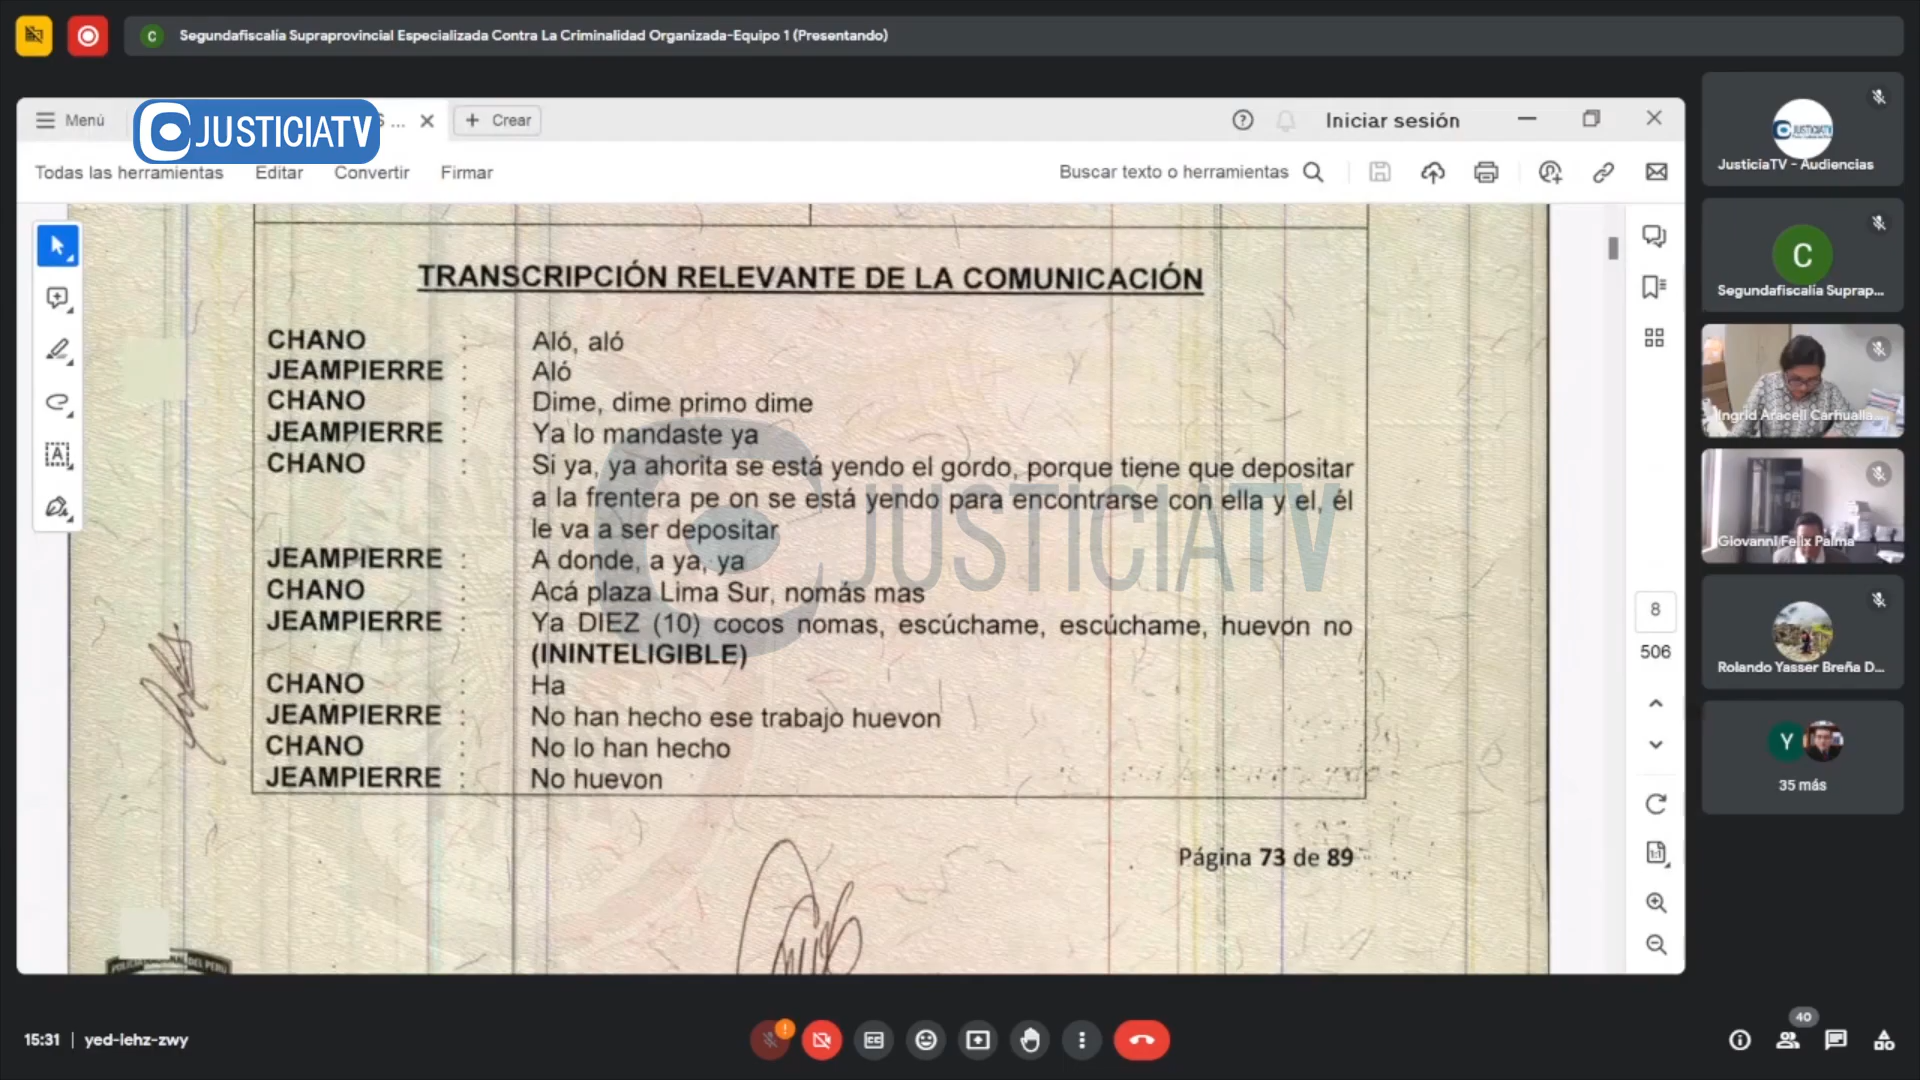 C Segundafiscalía Supraprovincial Especializada Contra La Criminalidad Organizada-Equipo 1 (Presentando)
Menú
JUSTICIATV
S ...
Crear
Iniciar sesión
Todas las herramientas Editar Convertir Firmar
Buscar texto o herramientas
TRANSCRIPCIÓN RELEVANTE DE LA COMUNICACIÓN
CHANO : Aló, aló
JEAMPIERRE : Aló
CHANO : Dime, dime primo dime
JEAMPIERRE : Ya lo mandaste ya
CHANO : Si ya, ya ahorita se está yendo el gordo, porque tiene que depositar
a la frentera pe on se está yendo para encontrarse con ella y el, él
le va a ser depositar
JEAMPIERRE : A donde, a ya, ya
CHANO : Acá plaza Lima Sur, nomás mas
JEAMPIERRE : Ya DIEZ (10) cocos nomas, escúchame, escúchame, huevon no
(ININTELIGIBLE)
CHANO : Ha
JEAMPIERRE : No han hecho ese trabajo huevon
CHANO : No lo han hecho
JEAMPIERRE : No huevon
Página 73 de 89
POLICIA NACIONAL DEL PERU
JUSTICIATV
8
506
JUSTICIATV
JusticiaTV - Audiencias
C
Segundafiscalía Suprap...
Ingrid Araceli Carhualla...
Giovanni Felix Palma
Rolando Yasser Breña D...
Y
35 más
15:31 | yed-iehz-zwy
40